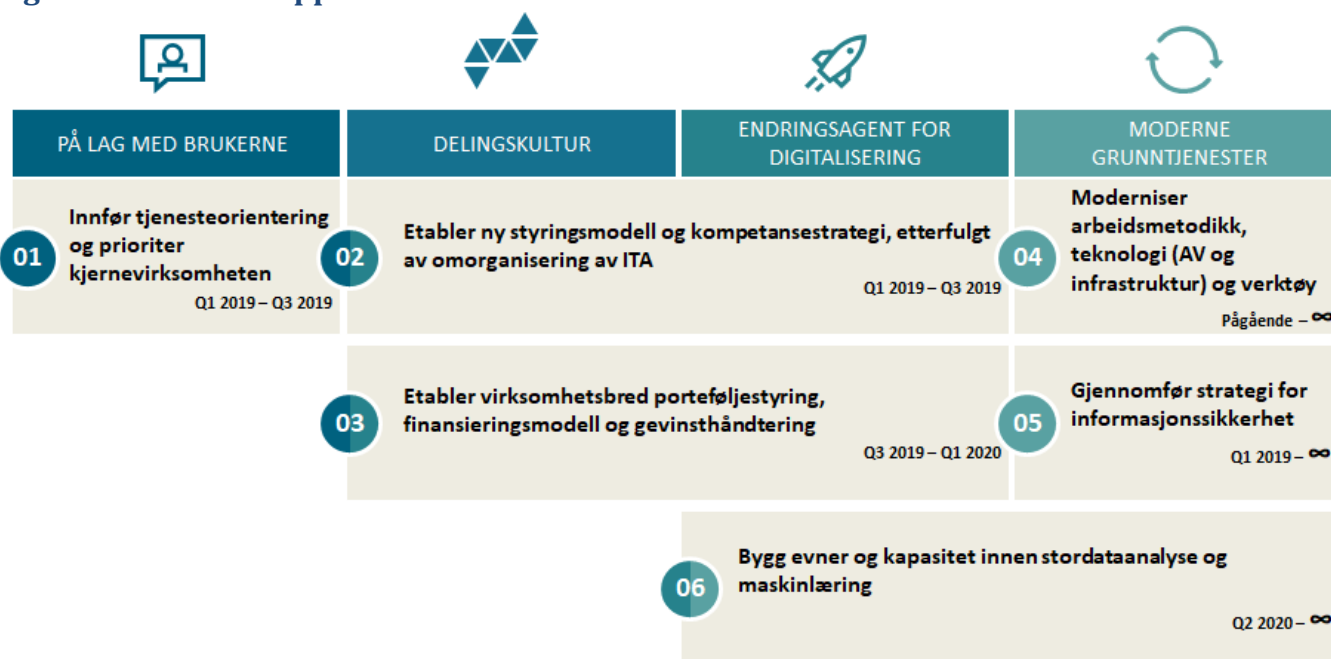 PÅ LAG MED BRUKERNE
DELINGSKULTUR
ENDRINGSAGENT FOR
DIGITALISERING
MODERNE
GRUNNTJENESTER
01
Innfør tjenesteorientering
og prioriter
kjernevirksomheten
Q1 2019 – Q3 2019
02
Etabler ny styringsmodell og kompetansestrategi, etterfulgt
av omorganisering av ITA
Q1 2019 – Q3 2019
04
Moderniser
arbeidsmetodikk,
teknologi (AV og
infrastruktur) og verktøy
Pågående – ∞
03
Etabler virksomhetsbred porteføljestyring,
finansieringsmodell og gevinsthåndtering
Q3 2019 – Q1 2020
05
Gjennomfør strategi for
informasjonssikkerhet
Q1 2019 – ∞
06
Bygg evner og kapasitet innen stordataanalyse og
maskinlæring
Q2 2020 – ∞